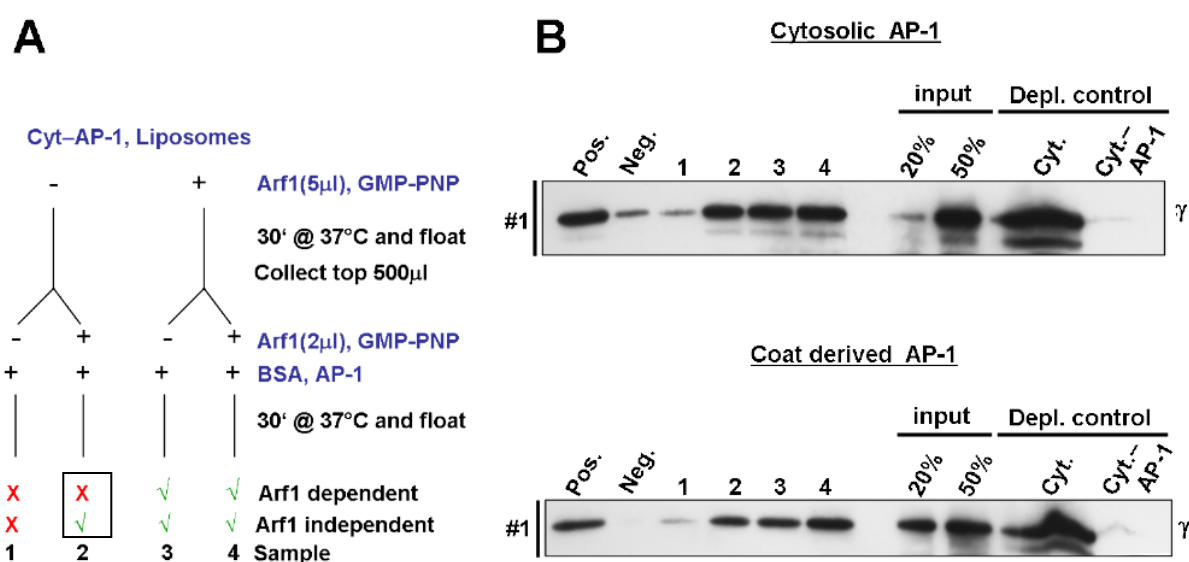 A
Cyt–AP-1, Liposomes
- + Arf1(5µl), GMP-PNP
30‘ @ 37°C and float
Collect top 500µl
- + - + Arf1(2µl), GMP-PNP
+ + + + BSA, AP-1
30‘ @ 37°C and float
X X √ √ Arf1 dependent
X √ √ √ Arf1 independent
1 2 3 4 Sample
B
Cytosolic AP-1
input Depl. control
Pos. Neg. 1 2 3 4 20% 50% Cyt. Cyt.–
AP-1
#1 γ
Coat derived AP-1
input Depl. control
Pos. Neg. 1 2 3 4 20% 50% Cyt. Cyt.–
AP-1
#1 γ